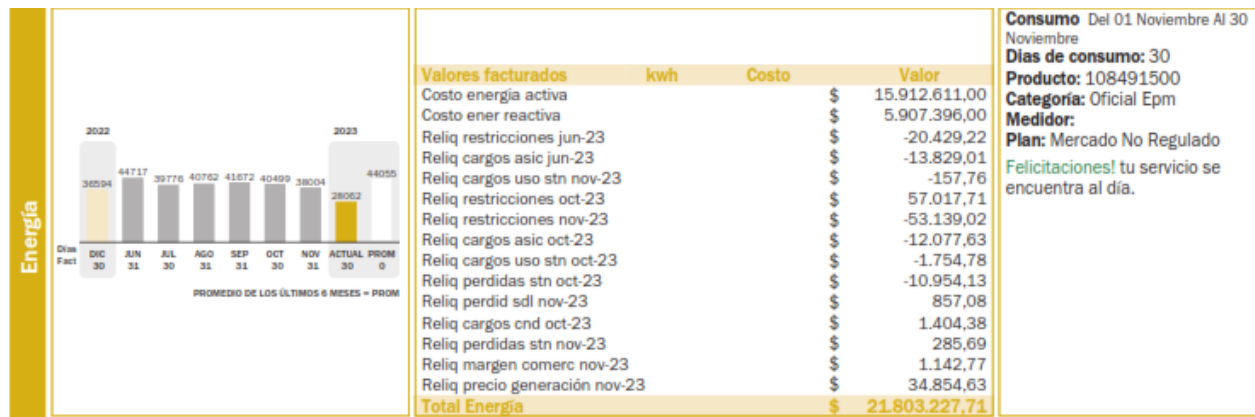 Energía
2022
2023
36594
44717
39776
40762
41672
40499
38004
28062
44055
Dias Fact
DIC 30
JUN 31
JUL 30
AGO 31
SEP 31
OCT 30
NOV 31
ACTUAL 30
PROM 0
PROMEDIO DE LOS ÚLTIMOS 6 MESES = PROM
Valores facturados kwh Costo Valor
Costo energia activa $ 15.912.611,00
Costo ener reactiva $ 5.907.396,00
Reliq restricciones jun-23 $ -20.429,22
Reliq cargos asic jun-23 $ -13.829,01
Reliq cargos uso stn nov-23 $ -157,76
Reliq restricciones oct-23 $ 57.017,71
Reliq restricciones nov-23 $ -53.139,02
Reliq cargos asic oct-23 $ -12.077,63
Reliq cargos uso stn oct-23 $ -1.754,78
Reliq perdidas stn oct-23 $ -10.954,13
Reliq perdid sdl nov-23 $ 857,08
Reliq cargos cnd oct-23 $ 1.404,38
Reliq perdidas stn nov-23 $ 285,69
Reliq margen comerc nov-23 $ 1.142,77
Reliq precio generación nov-23 $ 34.854,63
Total Energía $ 21.803.227,71
Consumo Del 01 Noviembre Al 30
Noviembre
Dias de consumo: 30
Producto: 108491500
Categoría: Oficial Epm
Medidor:
Plan: Mercado No Regulado
Felicitaciones! tu servicio se
encuentra al día.